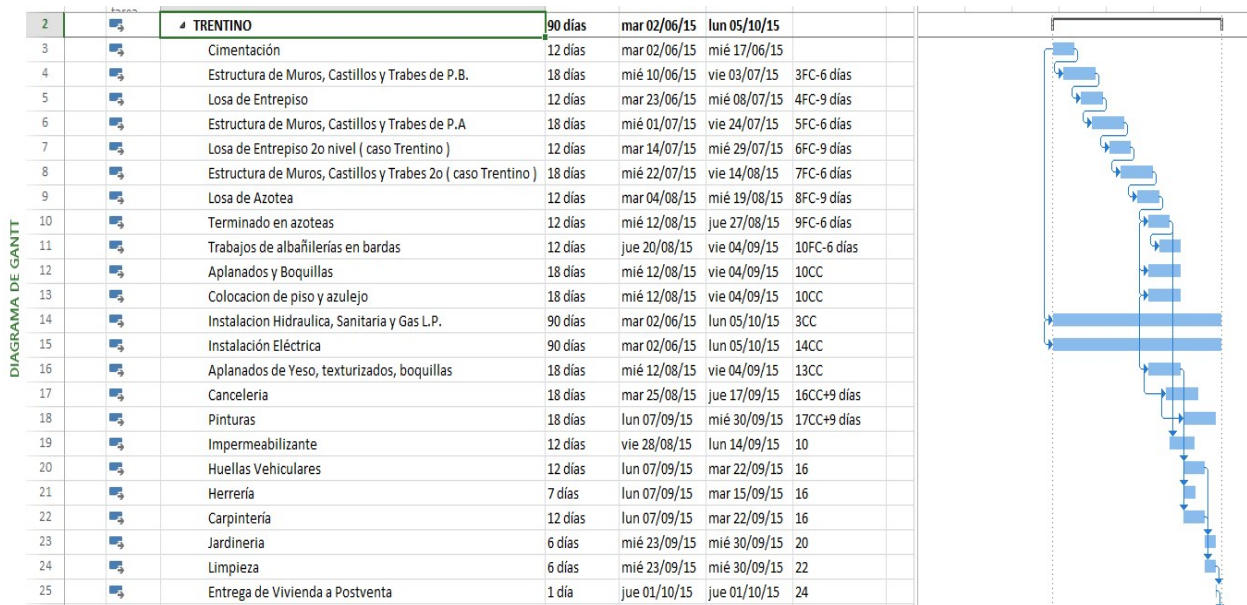 tarea
2 TRENTINO 90 días mar 02/06/15 lun 05/10/15
3 Cimentación 12 días mar 02/06/15 mié 17/06/15
4 Estructura de Muros, Castillos y Trabes de P.B. 18 días mié 10/06/15 vie 03/07/15 3FC-6 días
5 Losa de Entrepiso 12 días mar 23/06/15 mié 08/07/15 4FC-9 días
6 Estructura de Muros, Castillos y Trabes de P.A 18 días mié 01/07/15 vie 24/07/15 5FC-6 días
7 Losa de Entrepiso 2o nivel ( caso Trentino ) 12 días mar 14/07/15 mié 29/07/15 6FC-9 días
8 Estructura de Muros, Castillos y Trabes 2o ( caso Trentino ) 18 días mié 22/07/15 vie 14/08/15 7FC-6 días
9 Losa de Azotea 12 días mar 04/08/15 mié 19/08/15 8FC-9 días
10 Terminado en azoteas 12 días mié 12/08/15 jue 27/08/15 9FC-6 días
11 Trabajos de albañilerías en bardas 12 días jue 20/08/15 vie 04/09/15 10FC-6 días
12 Aplanados y Boquillas 18 días mié 12/08/15 vie 04/09/15 10CC
13 Colocacion de piso y azulejo 18 días mié 12/08/15 vie 04/09/15 10CC
14 Instalacion Hidraulica, Sanitaria y Gas L.P. 90 días mar 02/06/15 lun 05/10/15 3CC
15 Instalación Eléctrica 90 días mar 02/06/15 lun 05/10/15 14CC
16 Aplanados de Yeso, texturizados, boquillas 18 días mié 12/08/15 vie 04/09/15 13CC
17 Canceleria 18 días mar 25/08/15 jue 17/09/15 16CC+9 días
18 Pinturas 18 días lun 07/09/15 mié 30/09/15 17CC+9 días
19 Impermeabilizante 12 días vie 28/08/15 lun 14/09/15 10
20 Huellas Vehiculares 12 días lun 07/09/15 mar 22/09/15 16
21 Herrería 7 días lun 07/09/15 mar 15/09/15 16
22 Carpintería 12 días lun 07/09/15 mar 22/09/15 16
23 Jardineria 6 días mié 23/09/15 mié 30/09/15 20
24 Limpieza 6 días mié 23/09/15 mié 30/09/15 22
25 Entrega de Vivienda a Postventa 1 día jue 01/10/15 jue 01/10/15 24
DIAGRAMA DE GANTT